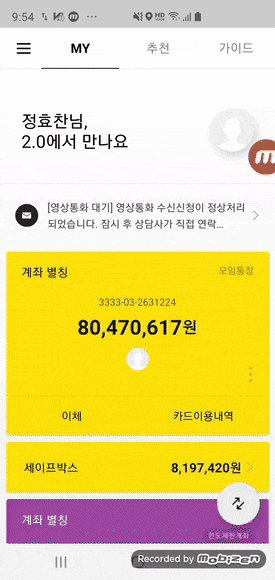 9:54
HD
MY 추천 가이드
정효찬님,
2.0에서 만나요
[영상통화 대기] 영상통화 수신신청이 정상처리
되었습니다. 잠시 후 상담사가 직접 연락...
계좌 별칭 모임통장
3333-03-2631224
80,470,617원
이체 카드이용내역
세이프박스 8,197,420원
계좌 별칭
한도제한계좌
Recorded by mobizen